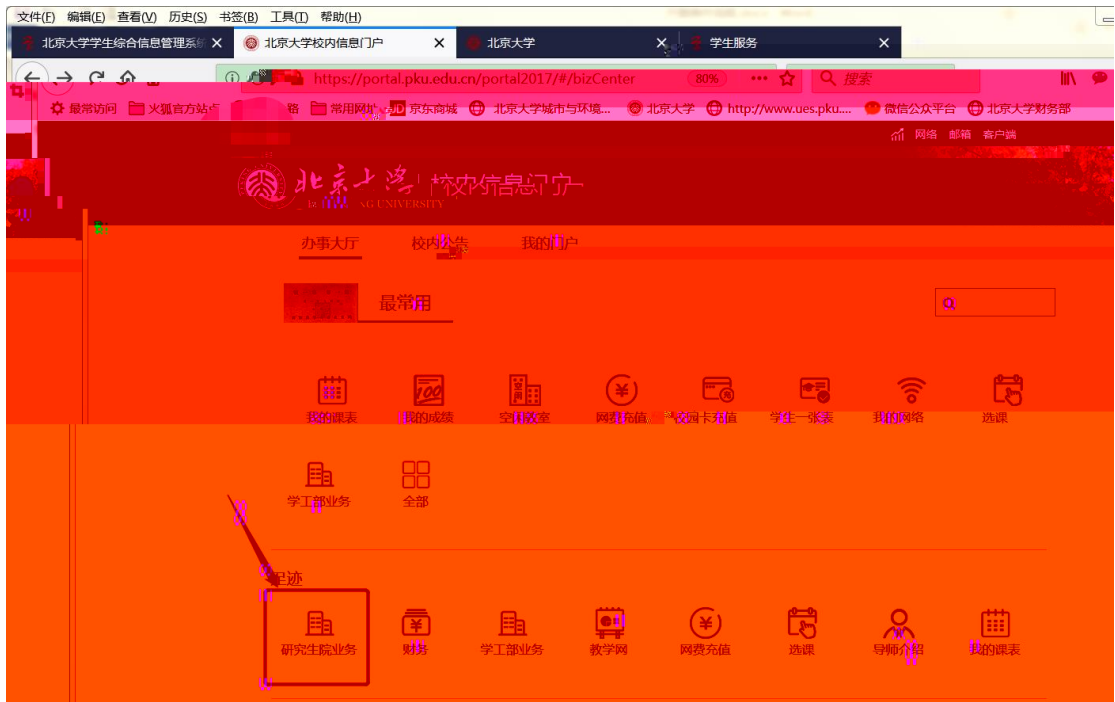 文件(F) 编辑(E) 查看(V) 历史(S) 书签(B) 工具(T) 帮助(H)
北京大学学生综合信息管理系统 × 北京大学校内信息门户 × 北京大学 × 学生服务 ×
https://portal.pku.edu.cn/portal2017/#/bizCenter 80% ··· 搜索
最常访问 火狐官方站点 常用网址 JD 京东商城 北京大学城市与环境... 北京大学 http://www.ues.pku.... 微信公众平台 北京大学财务部
网络 邮箱 客户端
北京大学 校内信息门户
UNIVERSITY
办事大厅 校内公告 我的门户
最常用
我的课表 我的成绩 空闲教室 网费充值 校园卡充值 学生一张表 我的网络 选课
学工部业务 全部
足迹
研究生院业务 财务 学工部业务 教学网 网费充值 选课 导师介绍 我的课表